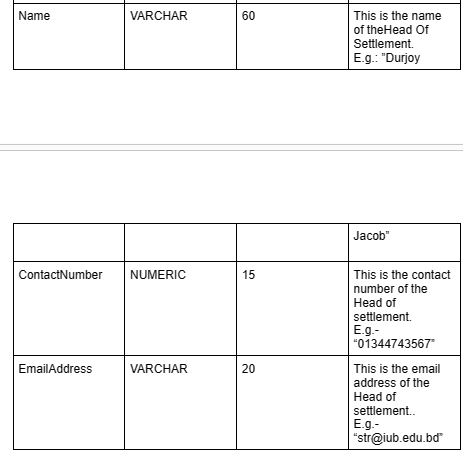 Name VARCHAR 60 This is the name
of theHead Of
Settlement.
E.g.: ”Durjoy
Jacob”
ContactNumber NUMERIC 15 This is the contact
number of the
Head of
settlement.
E.g.-
“01344743567”
EmailAddress VARCHAR 20 This is the email
address of the
Head of
settlement..
E.g.-
“str@iub.edu.bd”